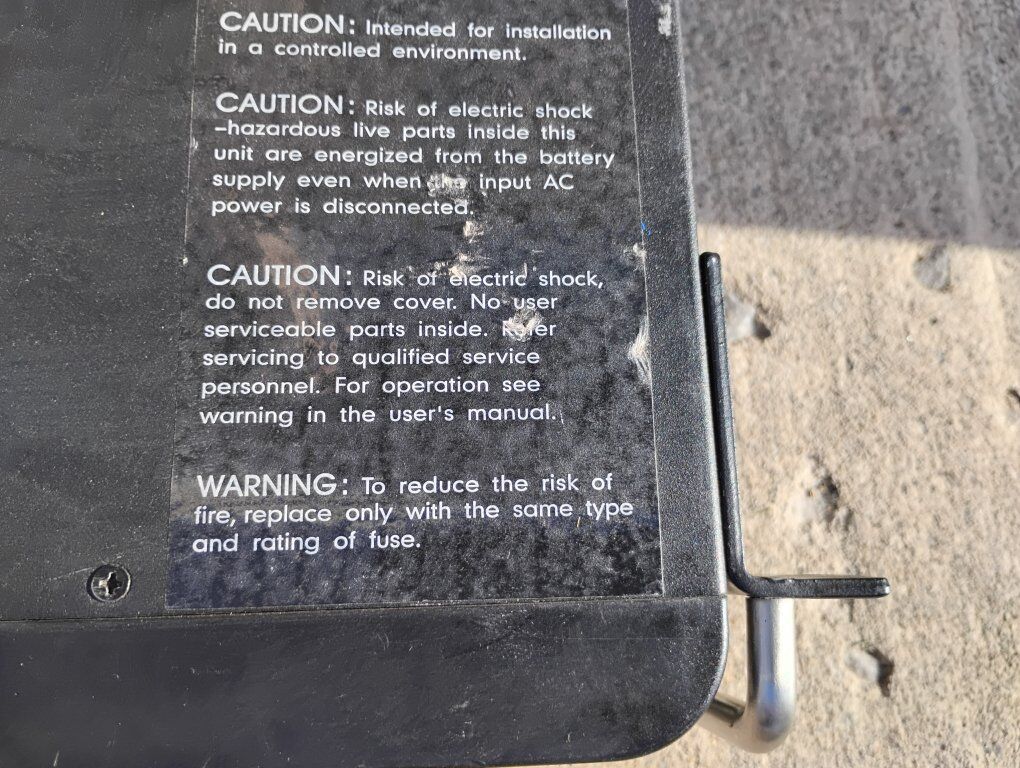 CAUTION: Intended for installation
in a controlled environment.
CAUTION: Risk of electric shock
-hazardous live parts inside this
unit are energized from the battery
supply even when the input AC
power is disconnected.
CAUTION: Risk of electric shock,
do not remove cover. No user
serviceable parts inside. Refer
servicing to qualified service
personnel. For operation see
warning in the user's manual.
WARNING: To reduce the risk of
fire, replace only with the same type
and rating of fuse.